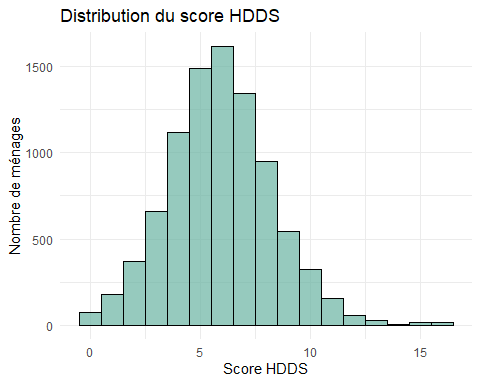 Distribution du score HDDS
Nombre de ménages
1500
1000
500
0
0 5 10 15
Score HDDS